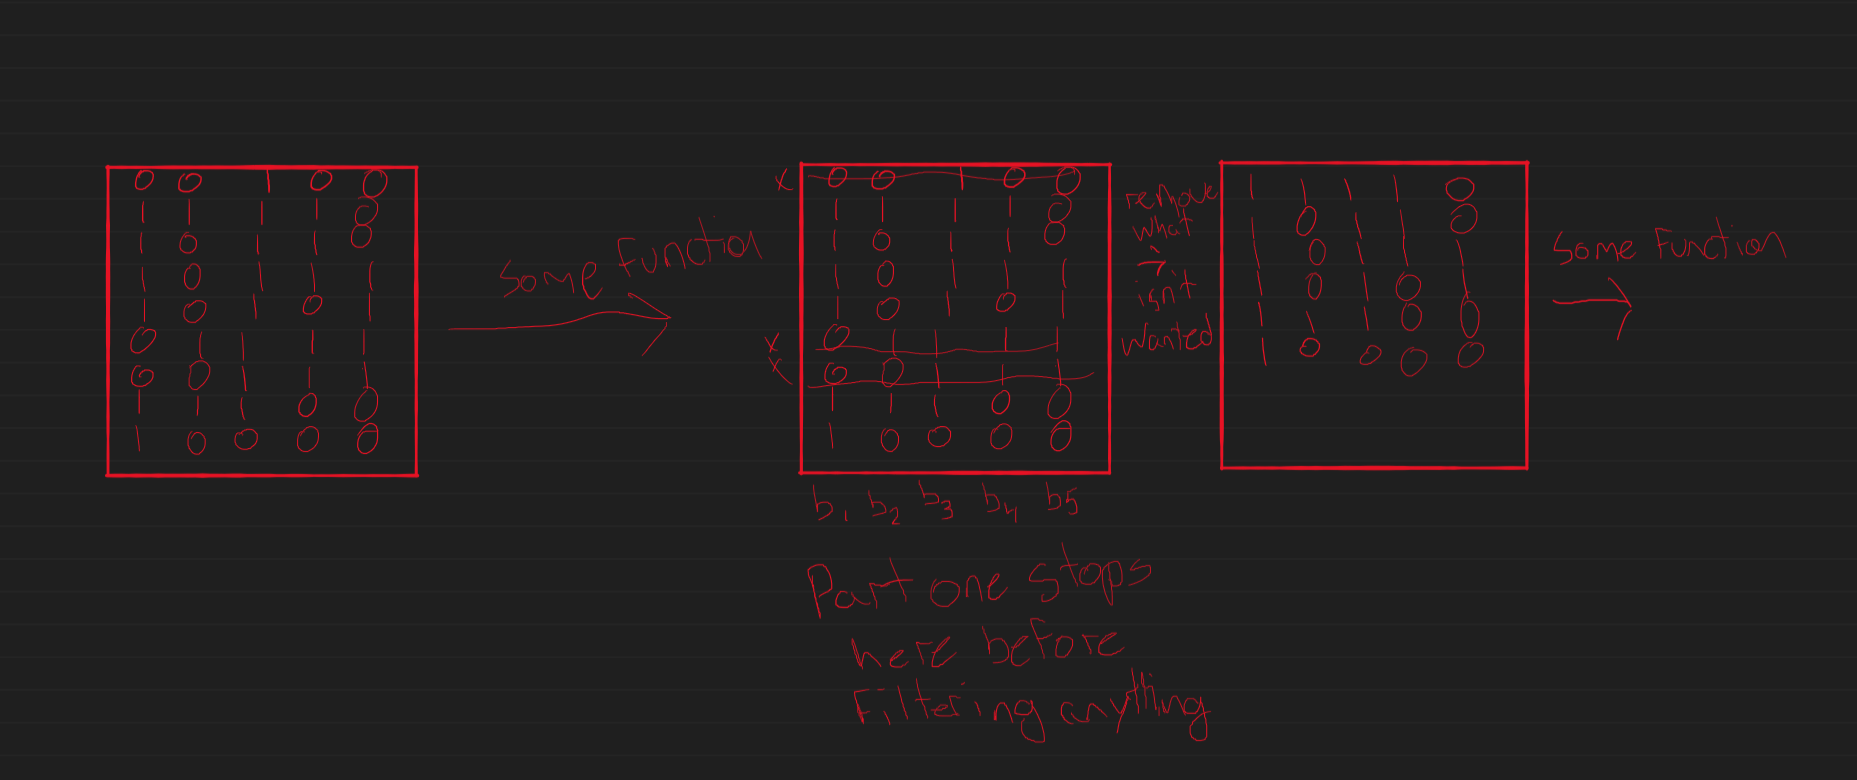 0 0 1 0 0
1 1 1 1 0
1 0 1 1 0
1 0 1 1 1
1 0 1 0 1
0 1 1 1 1
0 0 1 1 1
1 1 1 0 0
1 0 0 0 0
Some Function
X 0 0 1 0 0
1 1 1 1 0
1 0 1 1 0
1 0 1 1 1
1 0 1 0 1
X 0 1 1 1 1
X 0 0 1 1 1
1 1 1 0 0
1 0 0 0 0
b1 b2 b3 b4 b5
Part one stops
here before
Filtering anything
remove
what
isn't
wanted
1 1 1 1 0
1 0 1 1 0
1 0 1 1 1
1 0 1 0 1
1 1 1 0 0
1 0 0 0 0
Some Function